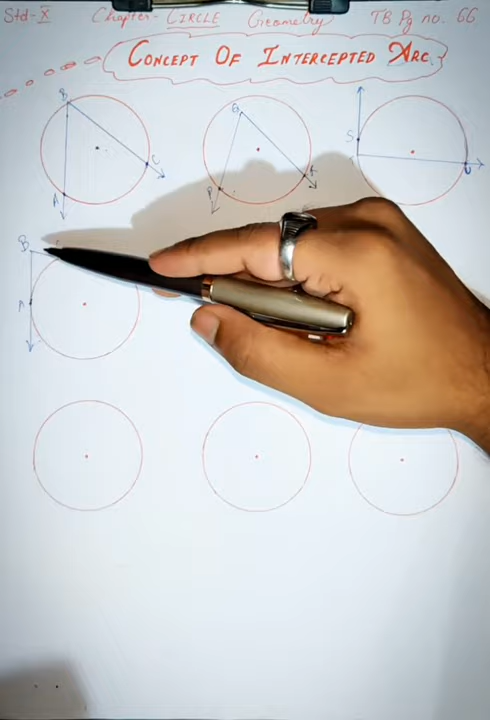 Std-X Chapter- CIRCLE Geometry TB Pg no. 66
CONCEPT OF INTERCEPTED ARC.
B
A
C
Q
P
R
S
B
A